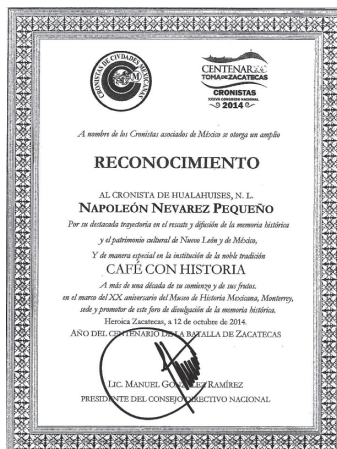 CRONISTAS DE CIVDADES MEXICANAS
CENTENARIO
TOMA DE ZACATECAS
CRONISTAS
XXXVII CONGRESO NACIONAL
2014
A nombre de los Cronistas asociados de México se otorga un amplio
RECONOCIMIENTO
AL CRONISTA DE HUALAHUISES, N. L.
NAPOLEÓN NEVAREZ PEQUEÑO
Por su destacada trayectoria en el rescate y difusión de la memoria histórica
y el patrimonio cultural de Nuevo León y de México,
Y de manera especial en la institución de la noble tradición
CAFÉ CON HISTORIA
A más de una década de su comienzo y de sus frutos.
en el marco del XX aniversario del Museo de Historia Mexicana, Monterrey,
sede y promotor de este foro de divulgación de la memoria histórica.
Heroica Zacatecas, a 12 de octubre de 2014.
AÑO DEL CENTENARIO DE LA BATALLA DE ZACATECAS
LIC. MANUEL GONZÁLEZ RAMÍREZ
PRESIDENTE DEL CONSEJO DIRECTIVO NACIONAL